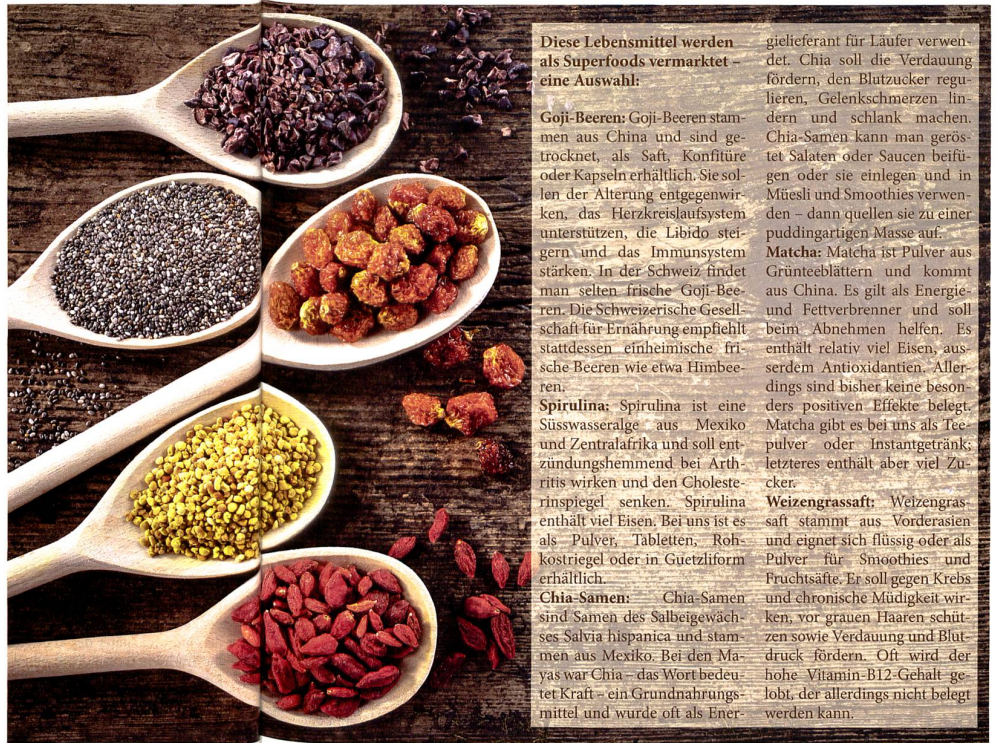 Diese Lebensmittel werden
als Superfoods vermarktet –
eine Auswahl:
Goji-Beeren: Goji-Beeren stam-
men aus China und sind ge-
trocknet, als Saft, Konfitüre
oder Kapseln erhältlich. Sie sol-
len der Alterung entgegenwir-
ken, das Herzkreislaufsystem
unterstützen, die Libido stei-
gern und das Immunsystem
stärken. In der Schweiz findet
man selten frische Goji-Bee-
ren. Die Schweizerische Gesell-
schaft für Ernährung empfiehlt
stattdessen einheimische fri-
sche Beeren wie etwa Himbee-
ren.
Spirulina: Spirulina ist eine
Süsswasseralge aus Mexiko
und Zentralafrika und soll ent-
zündungshemmend bei Arth-
ritis wirken und den Choleste-
rinspiegel senken. Spirulina
enthält viel Eisen. Bei uns ist es
als Pulver, Tabletten, Roh-
kostriegel oder in Guetzliform
erhältlich.
Chia-Samen: Chia-Samen
sind Samen des Salbeigewäch-
ses Salvia hispanica und stam-
men aus Mexiko. Bei den Ma-
yas war Chia – das Wort bedeu-
tet Kraft – ein Grundnahrungs-
mittel und wurde oft als Ener-
gielieferant für Läufer verwen-
det. Chia soll die Verdauung
fördern, den Blutzucker regu-
lieren, Gelenkschmerzen lin-
dern und schlank machen.
Chia-Samen kann man gerös-
tet Salaten oder Saucen beifü-
gen oder sie einlegen und in
Müesli und Smoothies verwen-
den – dann quellen sie zu einer
puddingartigen Masse auf.
Matcha: Matcha ist Pulver aus
Grünteeblättern und kommt
aus China. Es gilt als Energie-
und Fettverbrenner und soll
beim Abnehmen helfen. Es
enthält relativ viel Eisen, aus-
serdem Antioxidantien. Aller-
dings sind bisher keine beson-
ders positiven Effekte belegt.
Matcha gibt es bei uns als Tee-
pulver oder Instantgetränk;
letzteres enthält aber viel Zu-
cker.
Weizengrassaft: Weizengras-
saft stammt aus Vorderasien
und eignet sich flüssig oder als
Pulver für Smoothies und
Fruchtsäfte. Er soll gegen Krebs
und chronische Müdigkeit wir-
ken, vor grauen Haaren schüt-
zen sowie Verdauung und Blut-
druck fördern. Oft wird der
hohe Vitamin-B12-Gehalt ge-
lobt, der allerdings nicht belegt
werden kann.